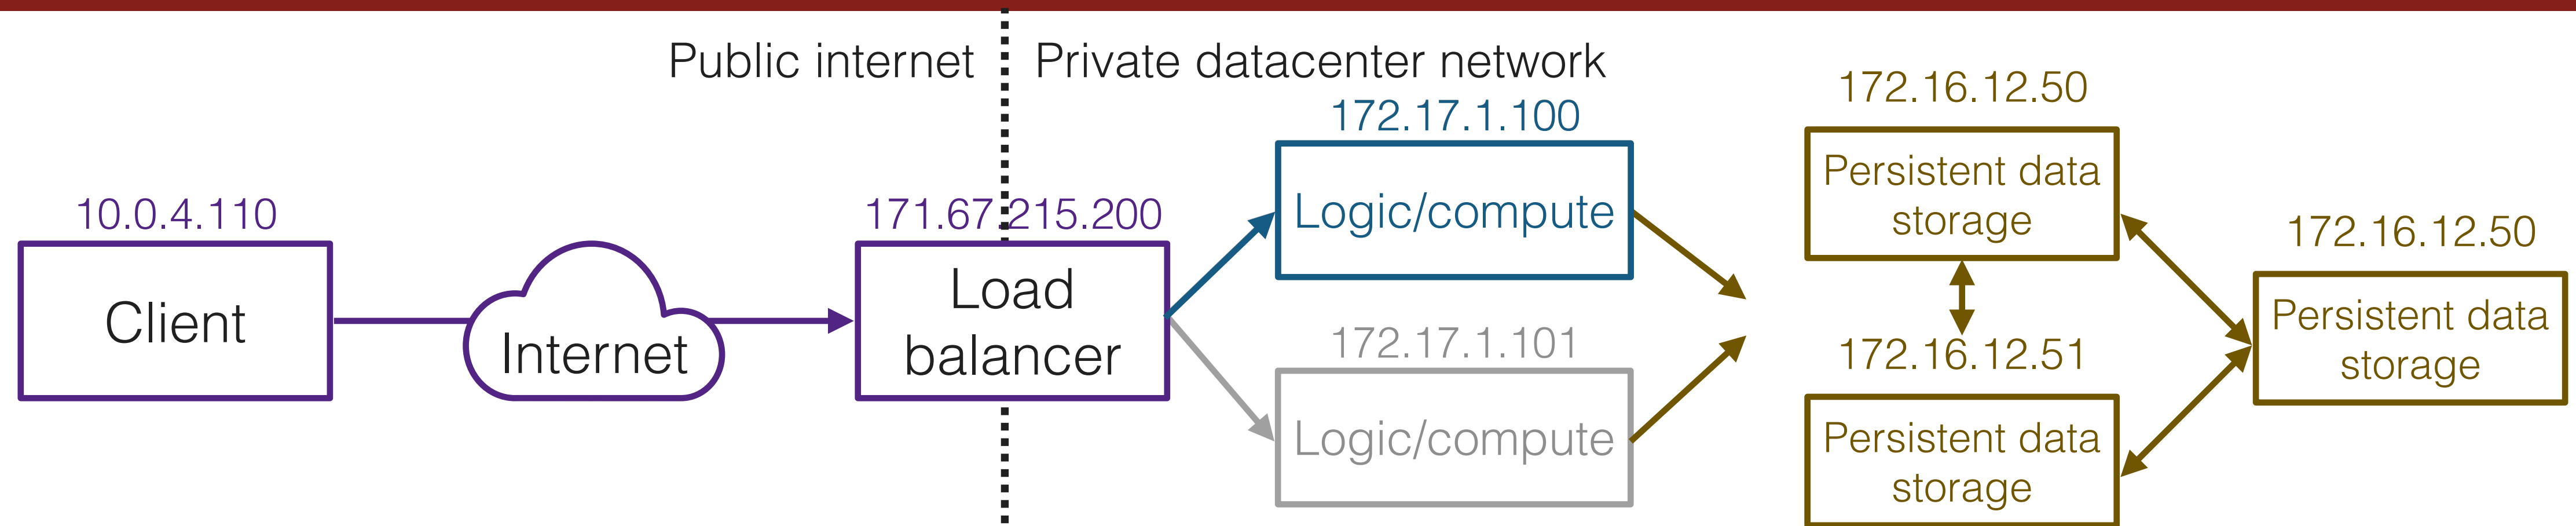 Public internet
Private datacenter network
10.0.4.110
Client
Internet
171.67.215.200
Load
balancer
172.17.1.100
Logic/compute
172.17.1.101
Logic/compute
172.16.12.50
Persistent data
storage
172.16.12.51
Persistent data
storage
172.16.12.50
Persistent data
storage